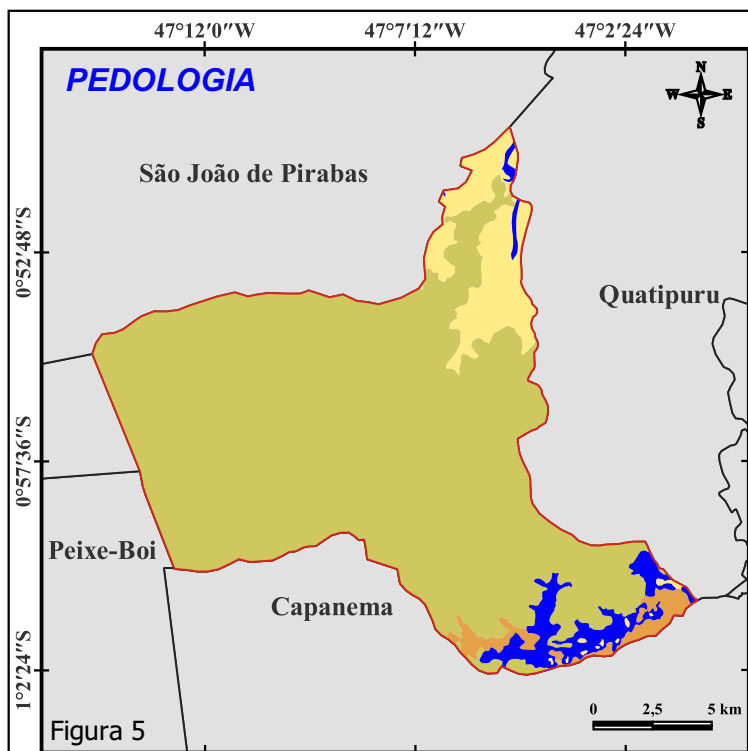 47°12'0"W
47°7'12"W
47°2'24"W
PEDOLOGIA
N
W E
S
São João de Pirabas
0°52'48"S
Quatipuru
0°57'36"S
Peixe-Boi
Capanema
1°2'24"S
0 2,5 5 km
Figura 5